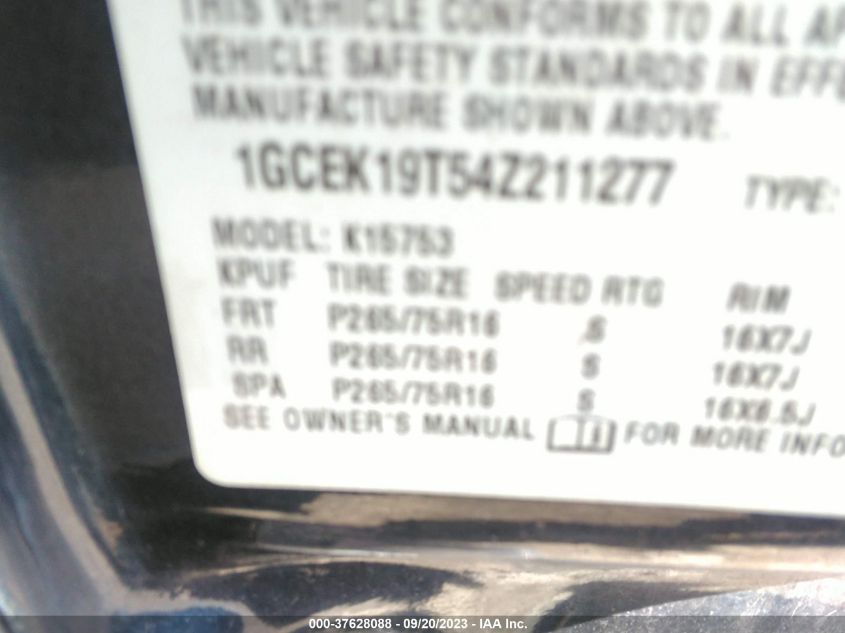 THIS VEHICLE CONFORMS TO ALL AP
VEHICLE SAFETY STANDARDS IN EFFE
MANUFACTURE SHOWN ABOVE.
1GCEK19T54Z211277 TYPE:
MODEL: K15753
KPUF TIRE SIZE SPEED RTG RIM
FRT P265/75R16 S 16X7J
RR P265/75R16 S 16X7J
SPA P265/75R16 S 16X6.5J
SEE OWNER'S MANUAL FOR MORE INFO
000-37628088 - 09/20/2023 - IAA Inc.